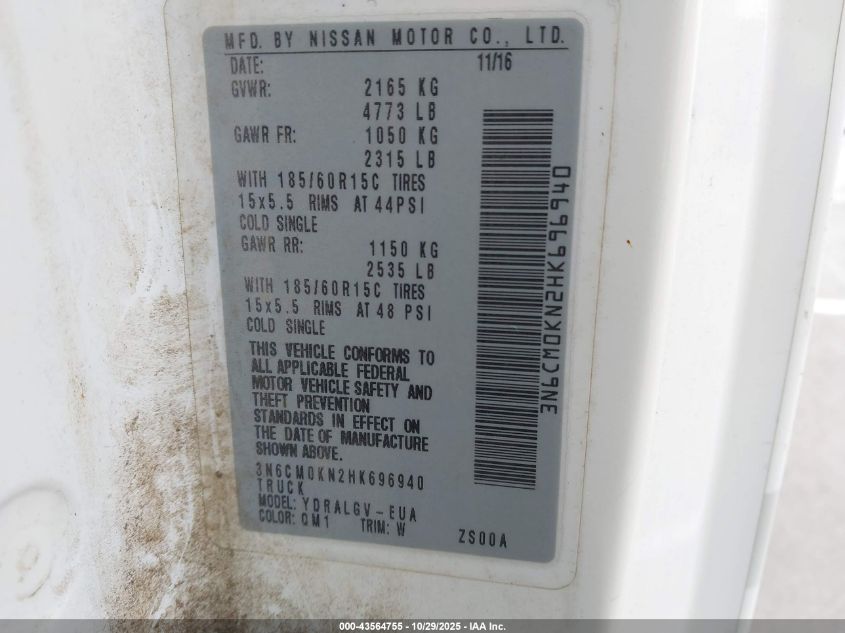 MFD. BY NISSAN MOTOR CO., LTD.
DATE: 11/16
GVWR: 2165 KG
4773 LB
GAWR FR: 1050 KG
2315 LB
WITH 185/60R15C TIRES
15x5.5 RIMS AT 44PSI
COLD SINGLE
GAWR RR: 1150 KG
2535 LB
WITH 185/60R15C TIRES
15x5.5 RIMS AT 48 PSI
COLD SINGLE
THIS VEHICLE CONFORMS TO
ALL APPLICABLE FEDERAL
MOTOR VEHICLE SAFETY AND
THEFT PREVENTION
STANDARDS IN EFFECT ON
THE DATE OF MANUFACTURE
SHOWN ABOVE.
3N6CM0KN2HK696940
TRUCK
MODEL: YDRALGV-EUA
COLOR: QM1 TRIM: W
ZS00A
3N6CM0KN2HK696940
000-43564755 - 10/29/2025 - IAA Inc.